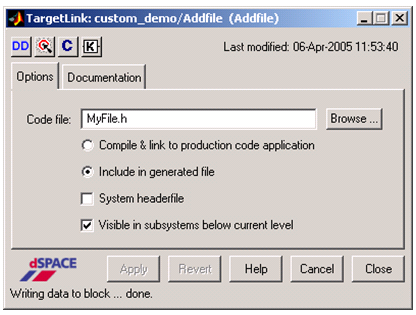 TargetLink: custom_demo/Addfile (Addfile)
DD C K Last modified: 06-Apr-2005 11:53:40
Options Documentation
Code file: MyFile.h Browse ...
Compile & link to production code application
Include in generated file
System headerfile
Visible in subsystems below current level
dSPACE Apply Revert Help Cancel Close
Writing data to block ... done.